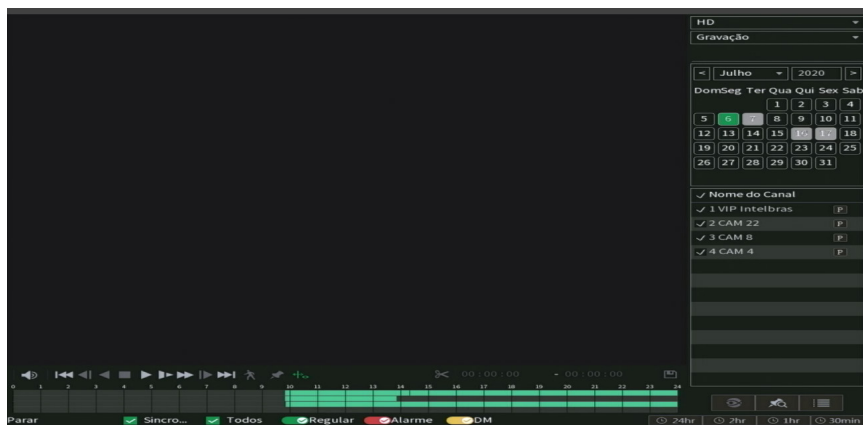 HD
Gravação
< Julho 2020 >
DomSeg Ter Qua Qui Sex Sab
1 2 3 4
5 6 7 8 9 10 11
12 13 14 15 16 17 18
19 20 21 22 23 24 25
26 27 28 29 30 31
Nome do Canal
1 VIP Intelbras P
2 CAM 22 P
3 CAM 8 P
4 CAM 4 P
00:00:00 - 00:00:00
0 1 2 3 4 5 6 7 8 9 10 11 12 13 14 15 16 17 18 19 20 21 22 23 24
Parar Sincro... Todos Regular Alarme DM 24hr 2hr 1hr 30min